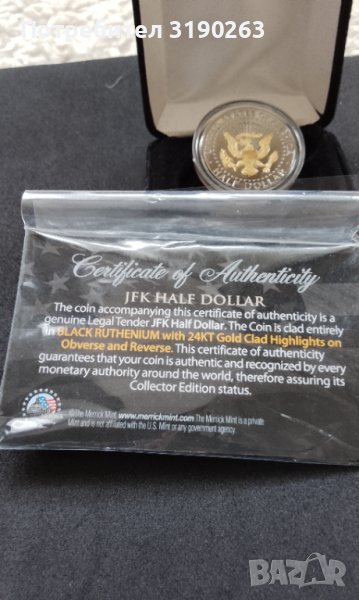 Потребител 3190263
HALF DOLLAR
Certificate of Authenticity
JFK HALF DOLLAR
The coin accompanying this certificate of authenticity is a
genuine Legal Tender JFK Half Dollar. The Coin is clad entirely
in BLACK RUTHENIUM with 24KT Gold Clad Highlights on
Obverse and Reverse. This certificate of authenticity
guarantees that your coin is authentic and recognized by every
monetary authority around the world, therefore assuring its
Collector Edition status.
©The Merrick Mint. www.merrickmint.com The Merrick Mint is a private
Mint and is not affiliated with the U.S. Mint or any government agency.
BAZAR